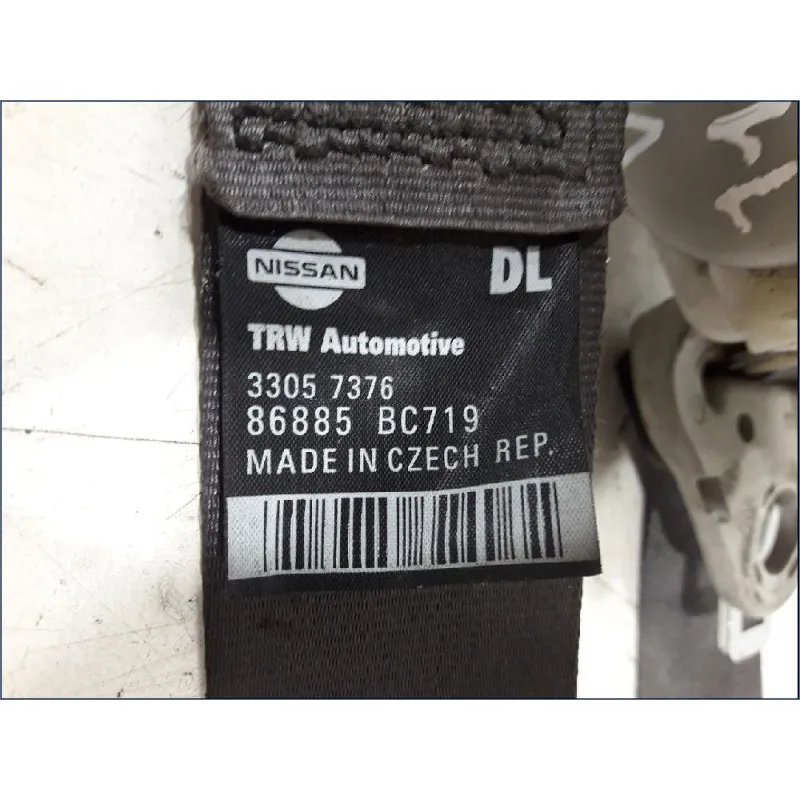 NISSAN DL
TRW Automotive
3305 7376
86885 BC719
MADE IN CZECH REP.